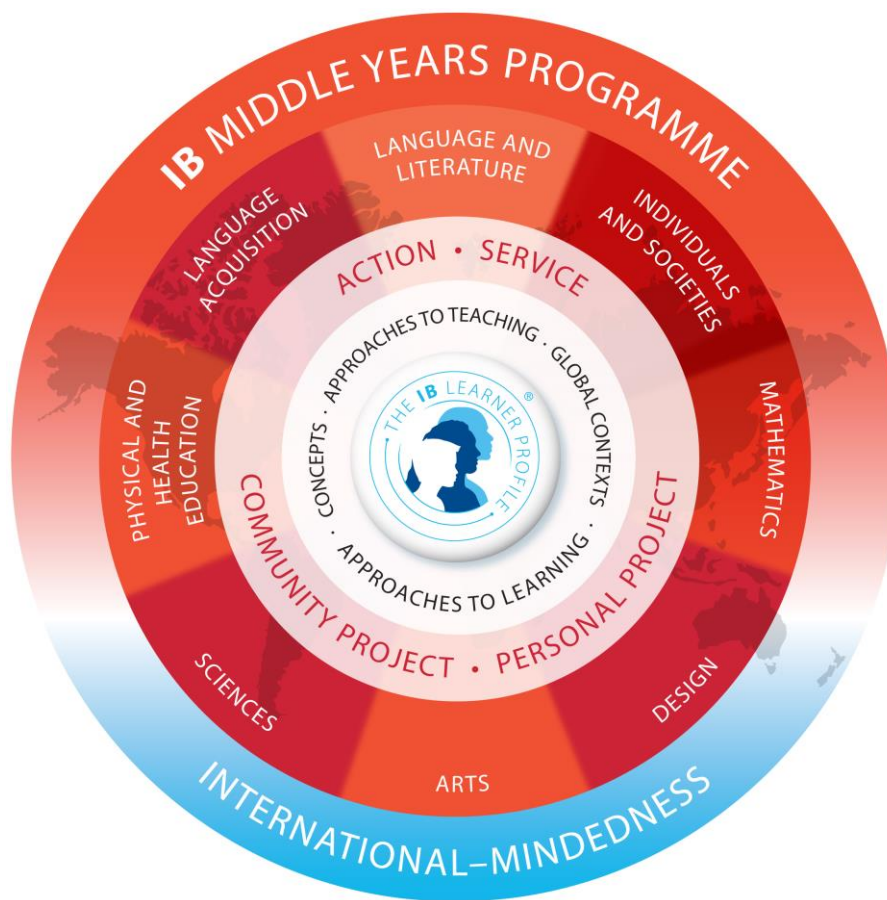 IB MIDDLE YEARS PROGRAMME
LANGUAGE AND
LITERATURE
INDIVIDUALS
AND SOCIETIES
MATHEMATICS
DESIGN
ARTS
SCIENCES
PHYSICAL AND
HEALTH
EDUCATION
LANGUAGE
ACQUISITION
ACTION · SERVICE
PERSONAL PROJECT ·
COMMUNITY PROJECT
APPROACHES TO TEACHING ·
GLOBAL CONTEXTS ·
APPROACHES TO LEARNING ·
CONCEPTS ·
THE IB LEARNER PROFILE
®
INTERNATIONAL–MINDEDNESS